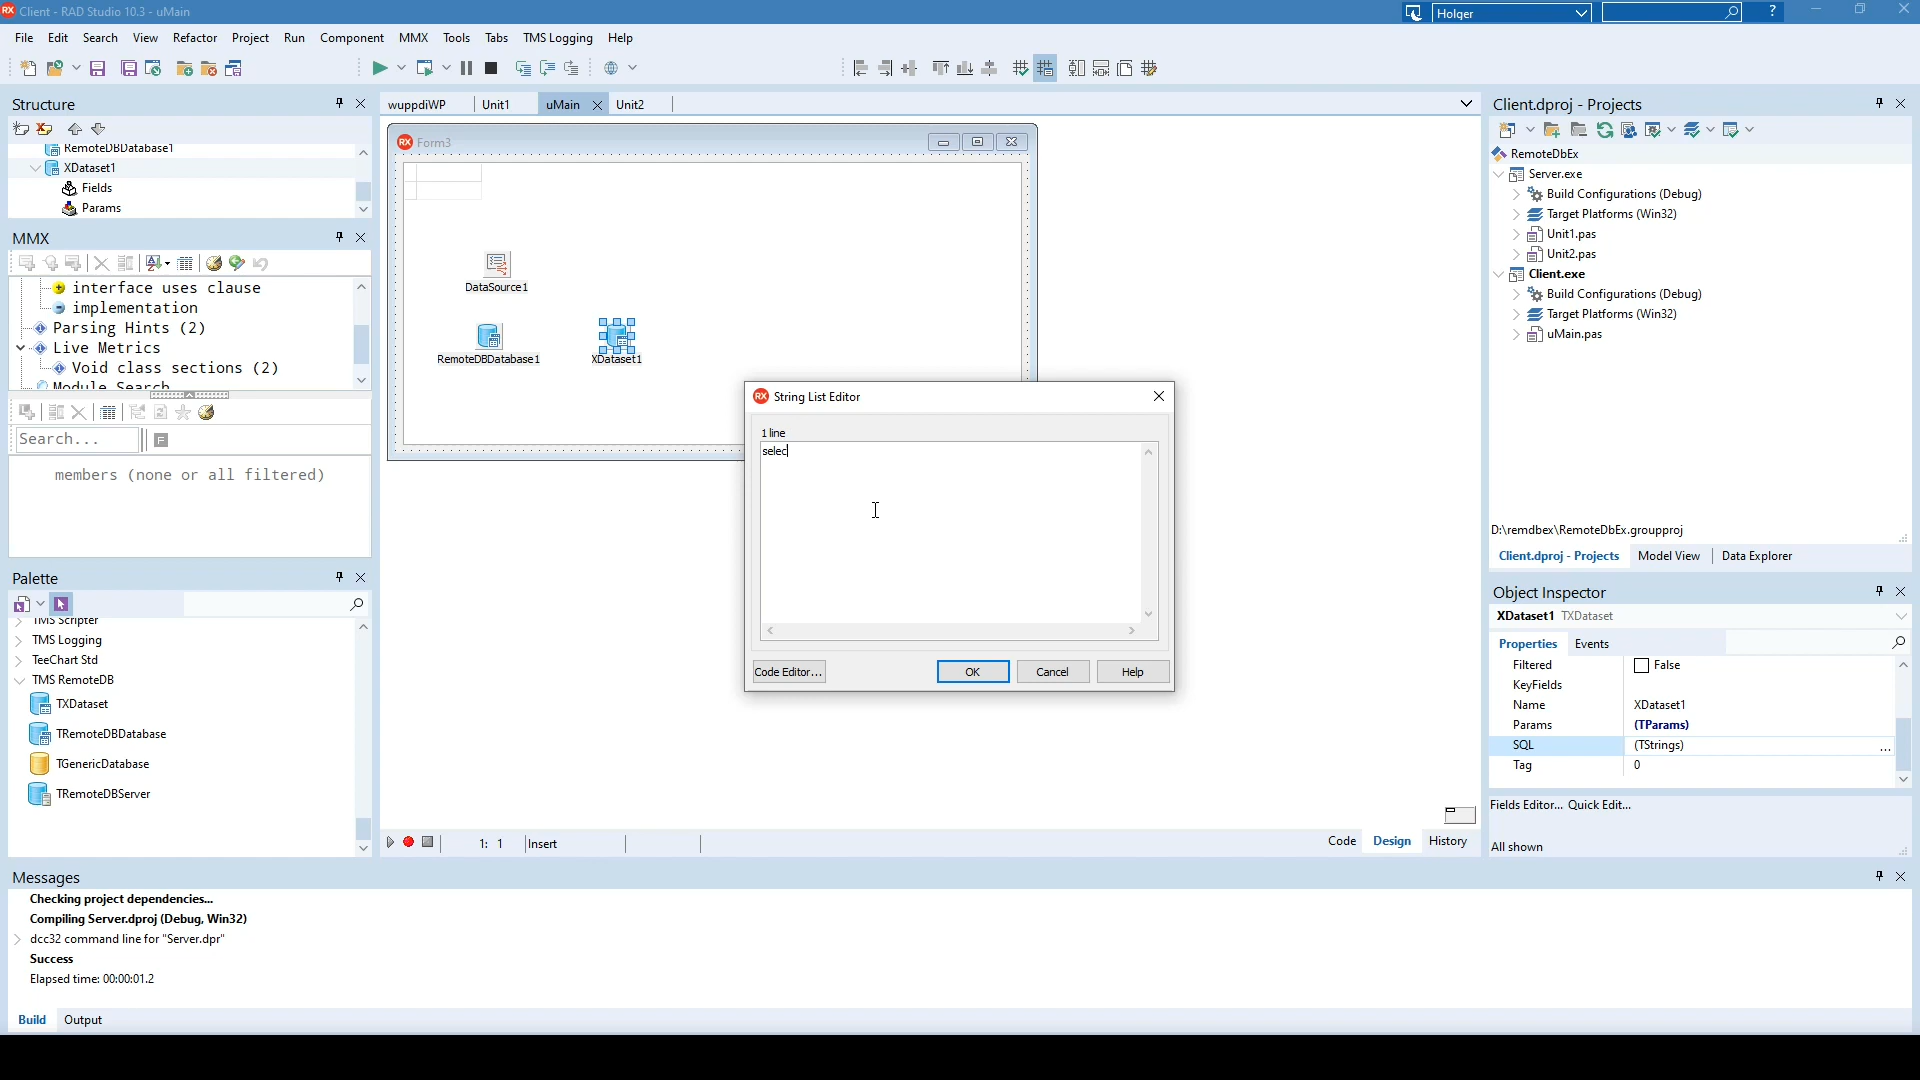 RX Client - RAD Studio 10.3 - uMain
Holger
?
File Edit Search View Refactor Project Run Component MMX Tools Tabs TMS Logging Help
Structure
RemoteDBDatabase1
XDataset1
Fields
Params
MMX
interface uses clause
implementation
Parsing Hints (2)
Live Metrics
Void class sections (2)
Module Search
Search...
F
members (none or all filtered)
Palette
TMS Scripter
TMS Logging
TeeChart Std
TMS RemoteDB
TXDataset
TRemoteDBDatabase
TGenericDatabase
TRemoteDBServer
wuppdiWP Unit1 uMain Unit2
RX Form3
DataSource1
RemoteDBDatabase1
XDataset1
RX String List Editor
1 line
selec
Code Editor...
OK
Cancel
Help
1: 1
Insert
Code Design History
Client.dproj - Projects
RemoteDbEx
Server.exe
Build Configurations (Debug)
Target Platforms (Win32)
Unit1.pas
Unit2.pas
Client.exe
Build Configurations (Debug)
Target Platforms (Win32)
uMain.pas
D:\remdbex\RemoteDbEx.groupproj
Client.dproj - Projects Model View Data Explorer
Object Inspector
XDataset1 TXDataset
Properties Events
Filtered False
KeyFields
Name XDataset1
Params (TParams)
SQL (TStrings) ...
Tag 0
Fields Editor... Quick Edit...
All shown
Messages
Checking project dependencies...
Compiling Server.dproj (Debug, Win32)
dcc32 command line for "Server.dpr"
Success
Elapsed time: 00:00:01.2
Build Output